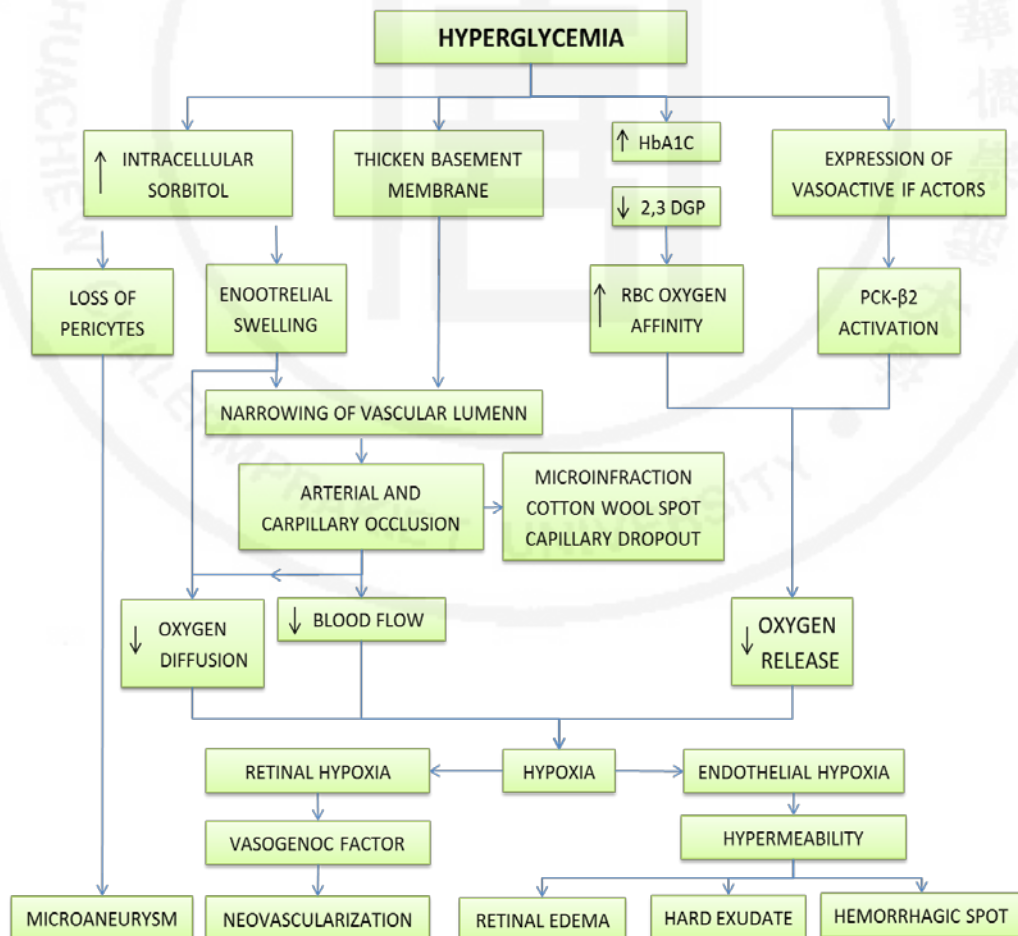 HYPERGLYCEMIA
↑ INTRACELLULAR
SORBITOL
THICKEN BASEMENT
MEMBRANE
↑ HbA1C
↓ 2,3 DGP
EXPRESSION OF
VASOACTIVE IF ACTORS
LOSS OF
PERICYTES
ENOOTRELIAL
SWELLING
↑ RBC OXYGEN
AFFINITY
PCK-β2
ACTIVATION
NARROWING OF VASCULAR LUMENN
ARTERIAL AND
CARPILLARY OCCLUSION
MICROINFRACTION
COTTON WOOL SPOT
CAPILLARY DROPOUT
↓ OXYGEN
DIFFUSION
↓ BLOOD FLOW
↓ OXYGEN
RELEASE
RETINAL HYPOXIA
HYPOXIA
ENDOTHELIAL HYPOXIA
VASOGENOC FACTOR
HYPERMEABILITY
MICROANEURYSM
NEOVASCULARIZATION
RETINAL EDEMA
HARD EXUDATE
HEMORRHAGIC SPOT
HUACHIEW CHALERMPRAKIET UNIVERSITY